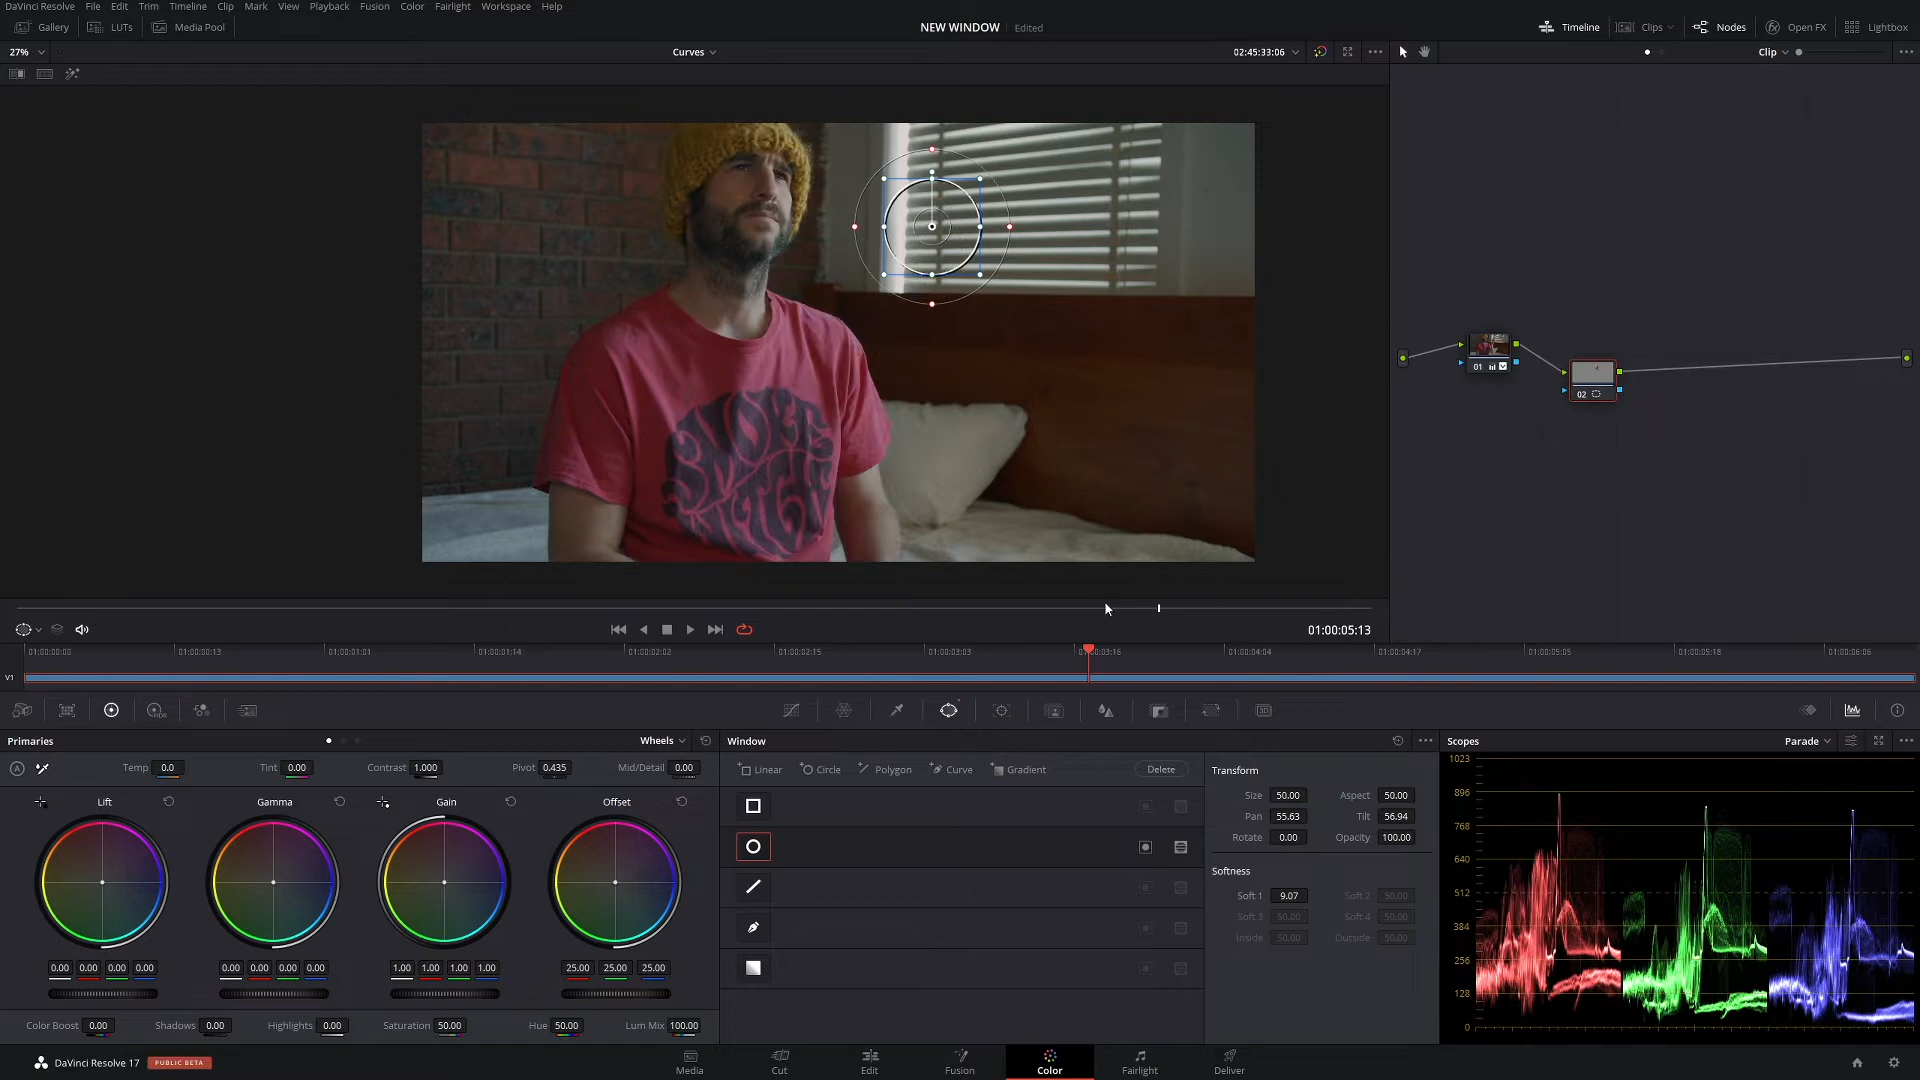 DaVinci Resolve File Edit Trim Timeline Clip Mark View Playback Fusion Color Fairlight Workspace Help
Gallery LUTs Media Pool NEW WINDOW Edited Timeline Clips Nodes Open FX Lightbox
27% Curves 02:45:33:06 Clip
01
02
01:00:05:13
01:00:00:00 01:00:00:13 01:00:01:01 01:00:01:14 01:00:02:02 01:00:02:15 01:00:03:03 01:00:03:16 01:00:04:04 01:00:04:17 01:00:05:05 01:00:05:18 01:00:06:06
V1
HDR 3D
Primaries Wheels Window Scopes Parade
A Temp 0.0 Tint 0.00 Contrast 1.000 Pivot 0.435 Mid/Detail 0.00
Lift Gamma Gain Offset
0.00 0.00 0.00 0.00 0.00 0.00 0.00 0.00 1.00 1.00 1.00 1.00 25.00 25.00 25.00
Color Boost 0.00 Shadows 0.00 Highlights 0.00 Saturation 50.00 Hue 50.00 Lum Mix 100.00
Linear Circle Polygon Curve Gradient Delete
Transform
Size 50.00 Aspect 50.00
Pan 55.63 Tilt 56.94
Rotate 0.00 Opacity 100.00
Softness
Soft 1 9.07 Soft 2 50.00
Soft 3 50.00 Soft 4 50.00
Inside 50.00 Outside 50.00
1023
896
768
640
512
384
256
128
0
DaVinci Resolve 17 PUBLIC BETA Media Cut Edit Fusion Color Fairlight Deliver